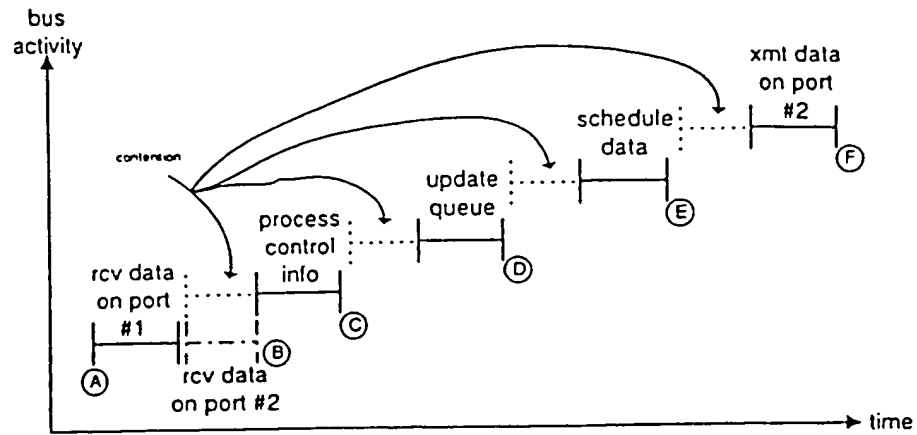 bus
activity
contention
rcv data
on port
#1
A
rcv data
on port #2
B
process
control
info
C
update
queue
D
schedule
data
E
xmt data
on port
#2
F
time